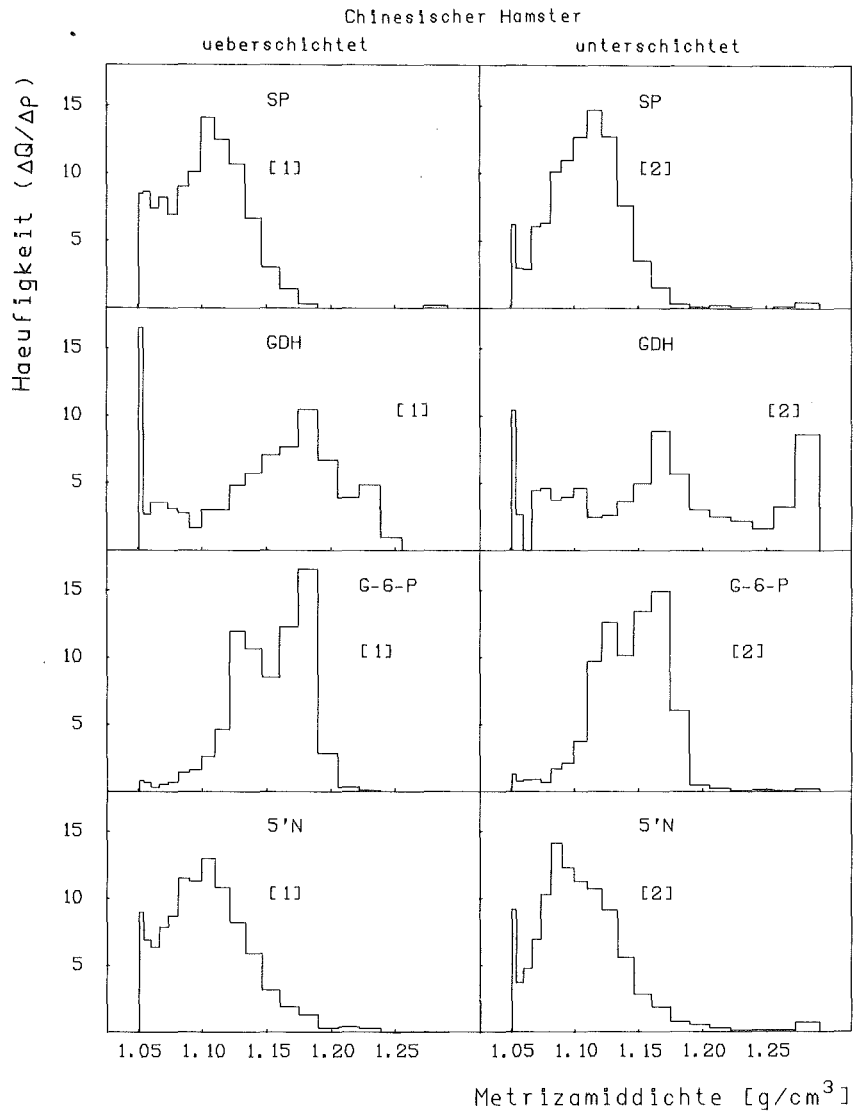 Chinesischer Hamster
ueberschichtet unterschichtet
Haeufigkeit (ΔQ/Δρ)
15 SP SP
10 [1] [2]
5
15 GDH GDH
10 [1] [2]
5
15 G-6-P G-6-P
10 [1] [2]
5
15 5'N 5'N
10 [1] [2]
5
1.05 1.10 1.15 1.20 1.25 1.05 1.10 1.15 1.20 1.25
Metrizamiddichte [g/cm³]